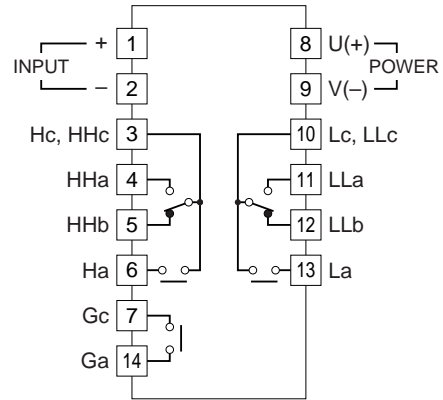 + 1
INPUT
– 2
Hc, HHc 3
HHa 4
HHb 5
Ha 6
Gc 7
Ga 14
8 U(+)
POWER
9 V(–)
10 Lc, LLc
11 LLa
12 LLb
13 La